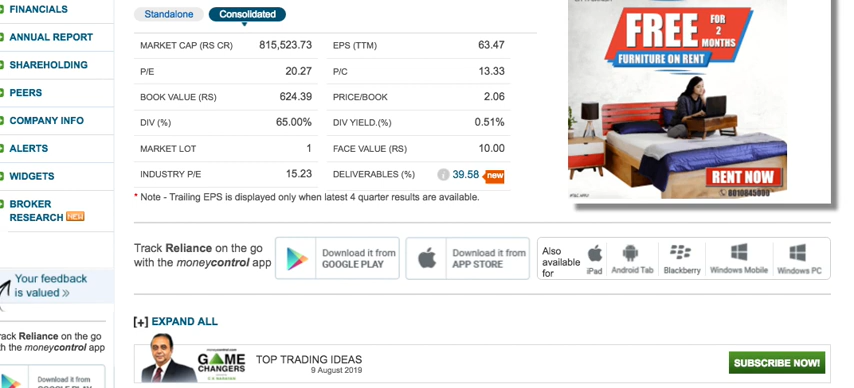 FINANCIALS
ANNUAL REPORT
SHAREHOLDING
PEERS
COMPANY INFO
ALERTS
WIDGETS
BROKER
RESEARCH NEW
Your feedback
is valued »
rack Reliance on the go
th the moneycontrol app
Download it from
Standalone Consolidated
MARKET CAP (RS CR) 815,523.73 EPS (TTM) 63.47
P/E 20.27 P/C 13.33
BOOK VALUE (RS) 624.39 PRICE/BOOK 2.06
DIV (%) 65.00% DIV YIELD.(%) 0.51%
MARKET LOT 1 FACE VALUE (RS) 10.00
INDUSTRY P/E 15.23 DELIVERABLES (%) i 39.58 new
* Note - Trailing EPS is displayed only when latest 4 quarter results are available.
FREE FOR
2
MONTHS
FURNITURE ON RENT
RENT NOW
Track Reliance on the go
with the moneycontrol app
Download it from
GOOGLE PLAY
Download it from
APP STORE
Also
available
for
iPad Android Tab Blackberry Windows Mobile Windows PC
[+] EXPAND ALL
GAME
CHANGERS
TOP TRADING IDEAS
9 August 2019
SUBSCRIBE NOW!